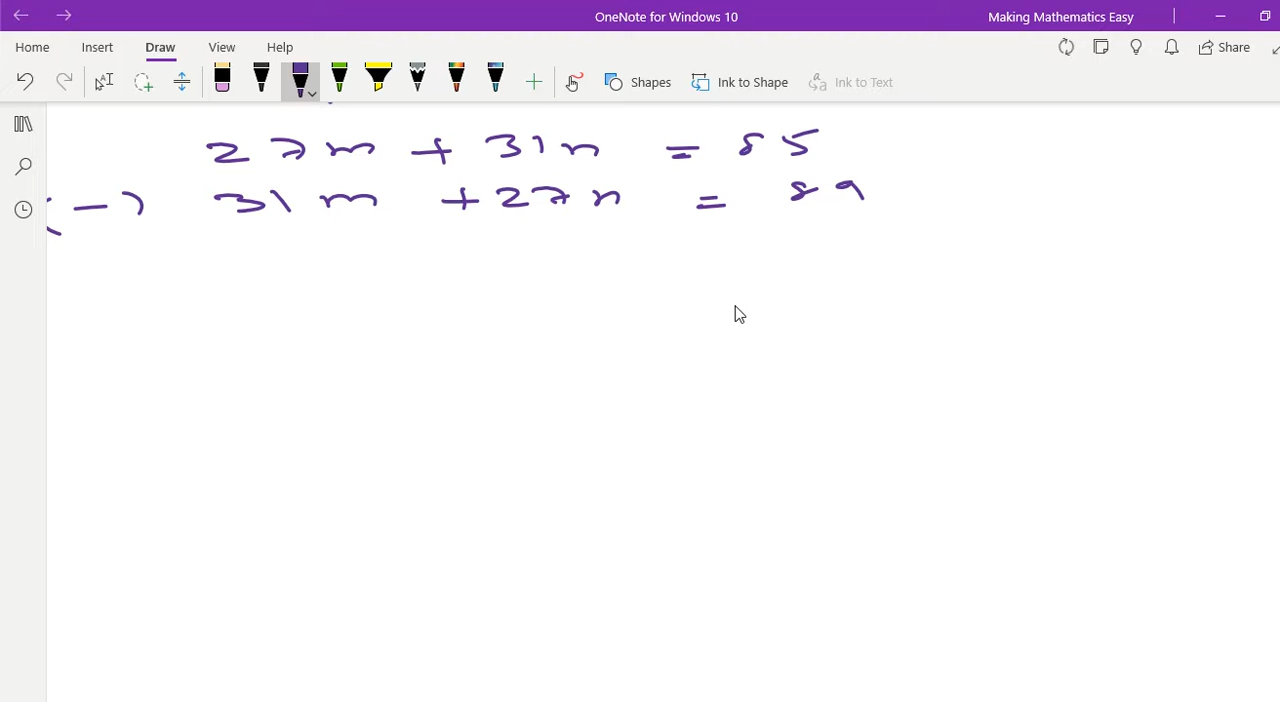 OneNote for Windows 10
Making Mathematics Easy
Home Insert Draw View Help
Share
Shapes
Ink to Shape
Ink to Text
27m + 31n = 85
(-) 31m + 27n = 89